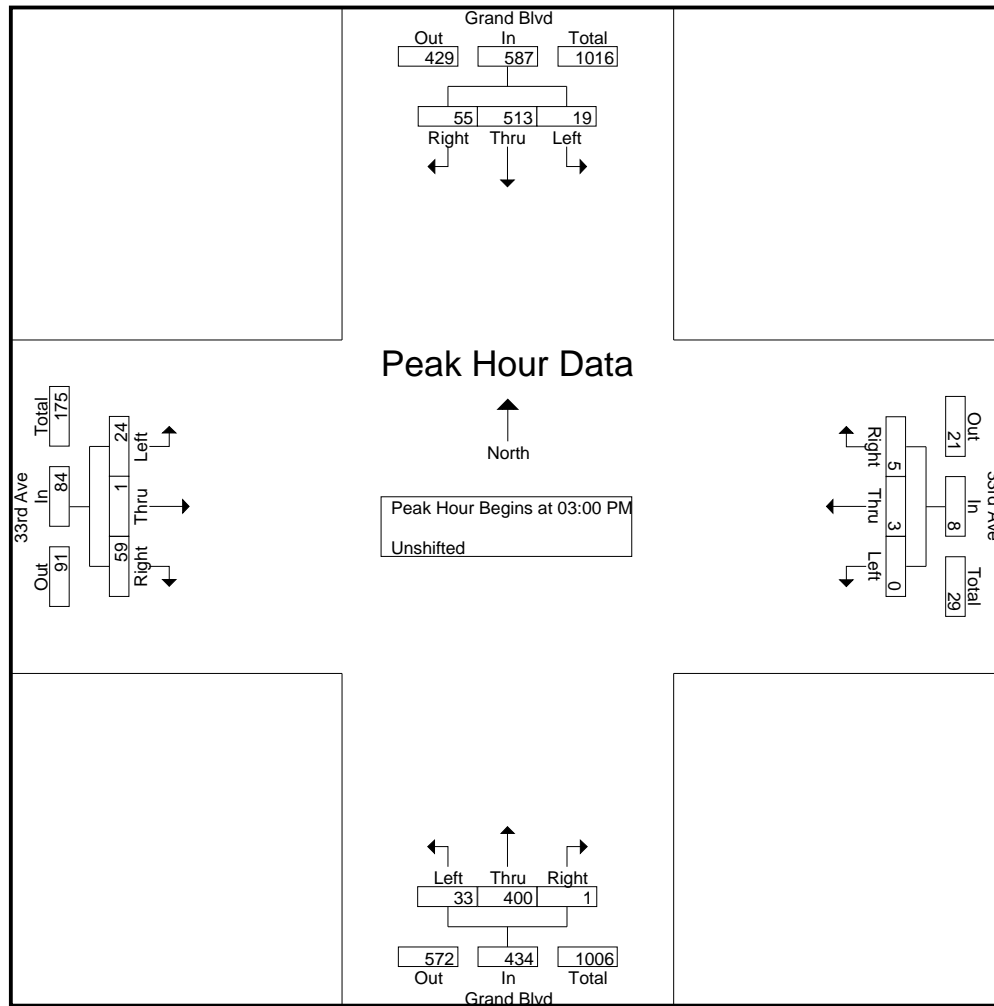 Grand Blvd
Out In Total
429 587 1016
55 513 19
Right Thru Left
Peak Hour Data
North
Peak Hour Begins at 03:00 PM
Unshifted
33rd Ave
Total In Out
175 84 91
24 1 59
Left Thru Right
33rd Ave
Out In Total
21 8 29
5 3 0
Right Thru Left
Left Thru Right
33 400 1
572 434 1006
Out In Total
Grand Blvd